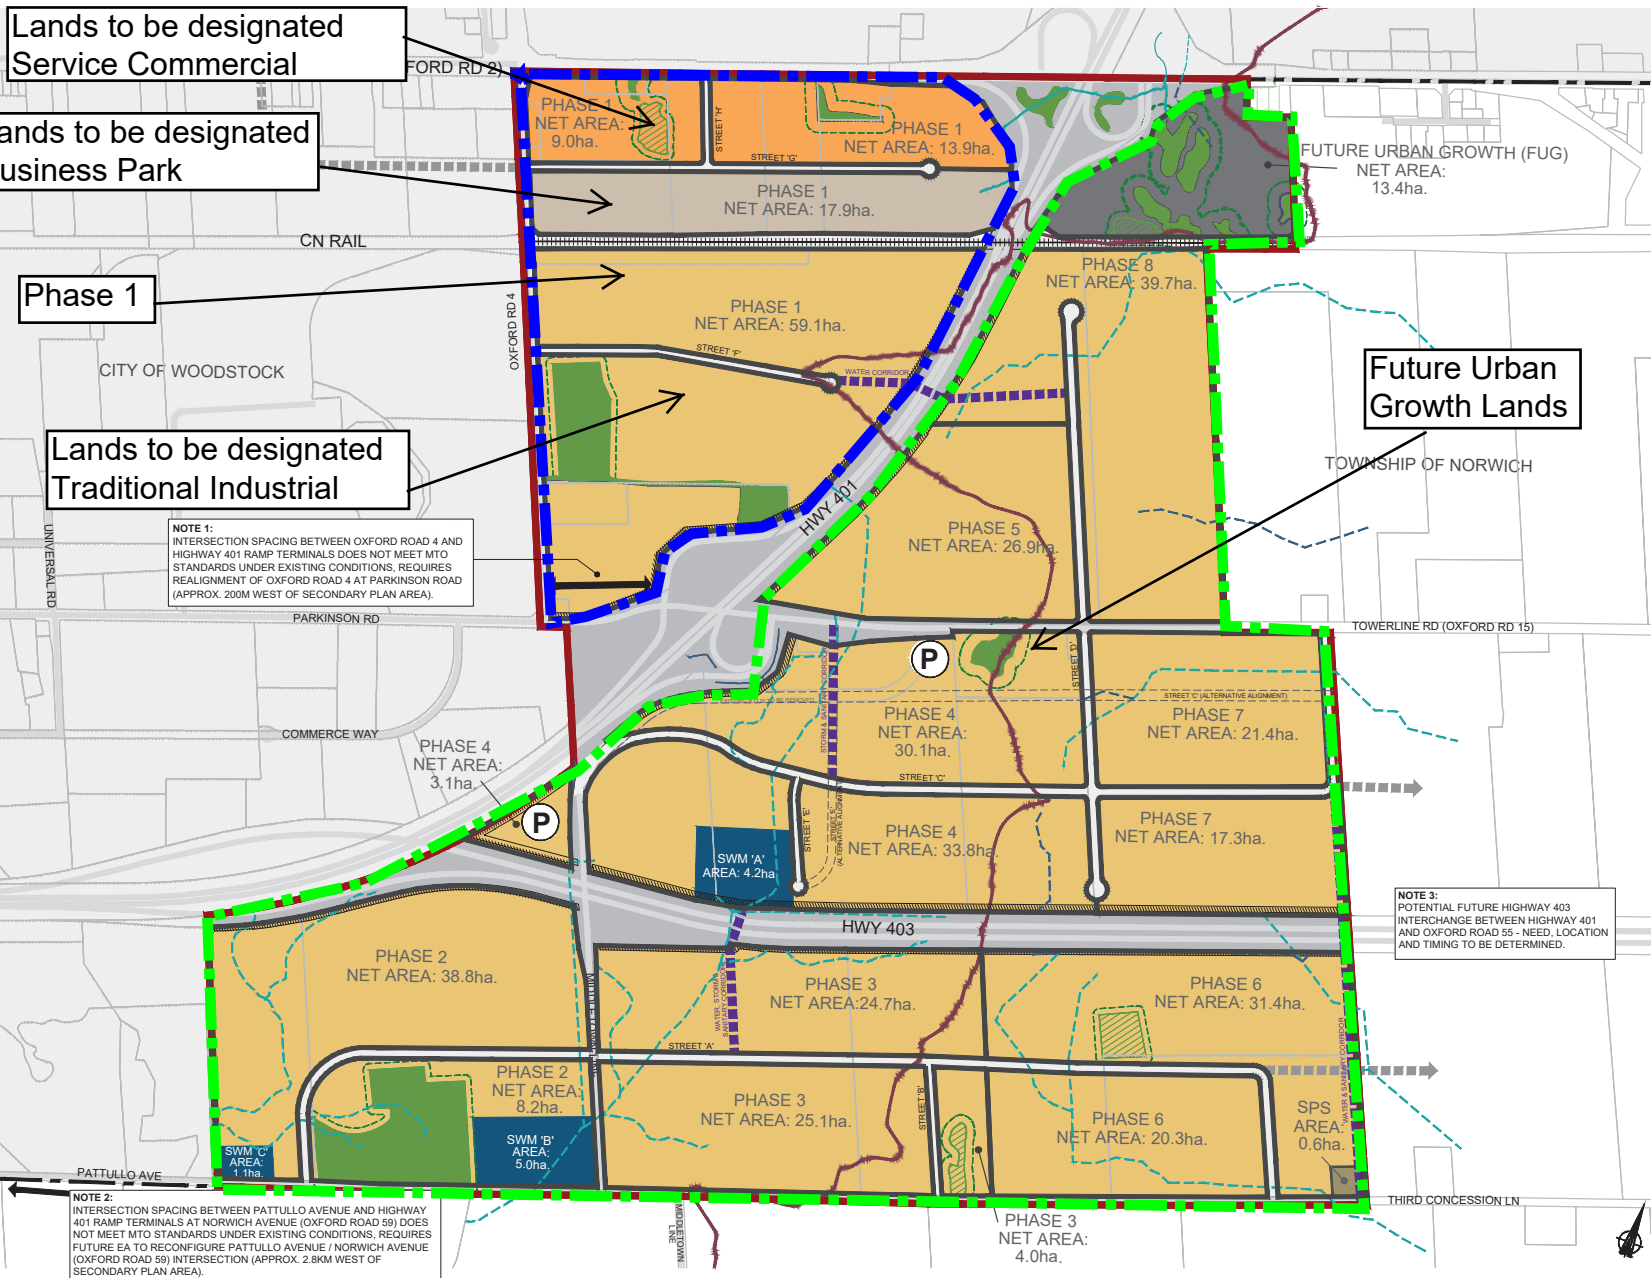 Lands to be designated
Service Commercial
FORD RD 2)
ands to be designated
usiness Park
PHASE 1
NET AREA:
9.0ha.
STREET 'H'
PHASE 1
NET AREA: 13.9ha.
STREET 'G'
PHASE 1
NET AREA: 17.9ha.
FUTURE URBAN GROWTH (FUG)
NET AREA:
13.4ha.
CN RAIL
Phase 1
OXFORD RD 4
PHASE 1
NET AREA: 59.1ha.
PHASE 8
NET AREA: 39.7ha.
STREET 'F'
WATER CORRIDOR
CITY OF WOODSTOCK
Future Urban
Growth Lands
Lands to be designated
Traditional Industrial
TOWNSHIP OF NORWICH
HWY 401
UNIVERSAL RD
NOTE 1:
INTERSECTION SPACING BETWEEN OXFORD ROAD 4 AND
HIGHWAY 401 RAMP TERMINALS DOES NOT MEET MTO
STANDARDS UNDER EXISTING CONDITIONS, REQUIRES
REALIGNMENT OF OXFORD ROAD 4 AT PARKINSON ROAD
(APPROX. 200M WEST OF SECONDARY PLAN AREA).
PHASE 5
NET AREA: 26.9ha.
PARKINSON RD
TOWERLINE RD (OXFORD RD 15)
P
STREET 'D'
STORM & SANITARY CORRIDOR
STREET 'C' (ALTERNATIVE ALIGNMENT)
PHASE 4
NET AREA:
30.1ha.
PHASE 7
NET AREA: 21.4ha.
COMMERCE WAY
PHASE 4
NET AREA:
3.1ha.
STREET 'C'
P
STREET 'E'
STREET 'E'
(ALTERNATIVE ALIGNMENT)
PHASE 4
NET AREA: 33.8ha.
PHASE 7
NET AREA: 17.3ha.
SWM 'A'
AREA: 4.2ha
HWY 403
NOTE 3:
POTENTIAL FUTURE HIGHWAY 403
INTERCHANGE BETWEEN HIGHWAY 401
AND OXFORD ROAD 55 - NEED, LOCATION
AND TIMING TO BE DETERMINED.
PHASE 2
NET AREA: 38.8ha.
PHASE 3
NET AREA:24.7ha.
PHASE 6
NET AREA: 31.4ha.
WATER, STORM &
SANITARY CORRIDOR
STREET 'A'
WATER & SANITARY CORRIDOR
PHASE 2
NET AREA:
8.2ha.
PHASE 3
NET AREA: 25.1ha.
STREET 'B'
PHASE 6
NET AREA: 20.3ha.
SPS
AREA:
0.6ha.
SWM 'B'
AREA:
5.0ha.
SWM 'C'
AREA:
1.1ha.
PATTULLO AVE
THIRD CONCESSION LN
NOTE 2:
INTERSECTION SPACING BETWEEN PATTULLO AVENUE AND HIGHWAY
401 RAMP TERMINALS AT NORWICH AVENUE (OXFORD ROAD 59) DOES
NOT MEET MTO STANDARDS UNDER EXISTING CONDITIONS, REQUIRES
FUTURE EA TO RECONFIGURE PATTULLO AVENUE / NORWICH AVENUE
(OXFORD ROAD 59) INTERSECTION (APPROX. 2.8KM WEST OF
SECONDARY PLAN AREA).
MIDDLETOWN
LINE
PHASE 3
NET AREA:
4.0ha.